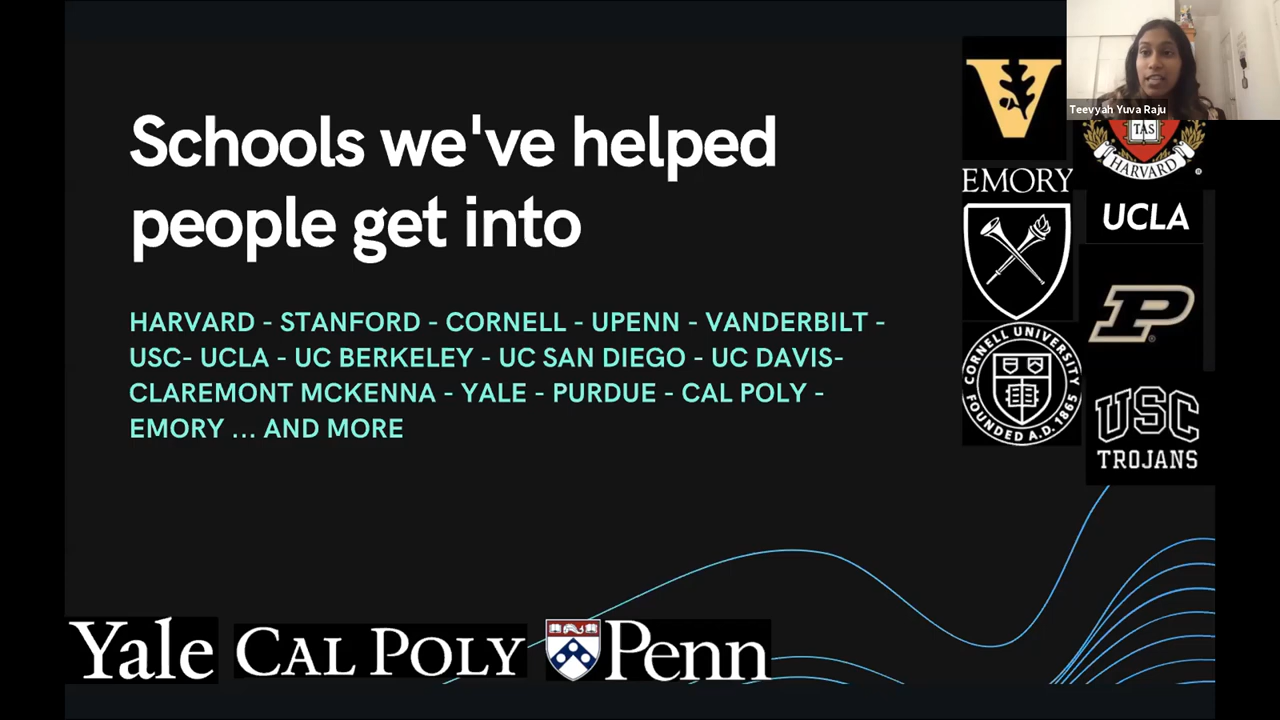 Schools we've helped
people get into
HARVARD - STANFORD - CORNELL - UPENN - VANDERBILT -
USC- UCLA - UC BERKELEY - UC SAN DIEGO - UC DAVIS-
CLAREMONT MCKENNA - YALE - PURDUE - CAL POLY -
EMORY ... AND MORE
V
Teevyah Yuva Raju
TAS
HARVARD
EMORY
UCLA
P
CORNELL UNIVERSITY
FOUNDED A.D. 1865
USC
TROJANS
Yale
CAL POLY
Penn